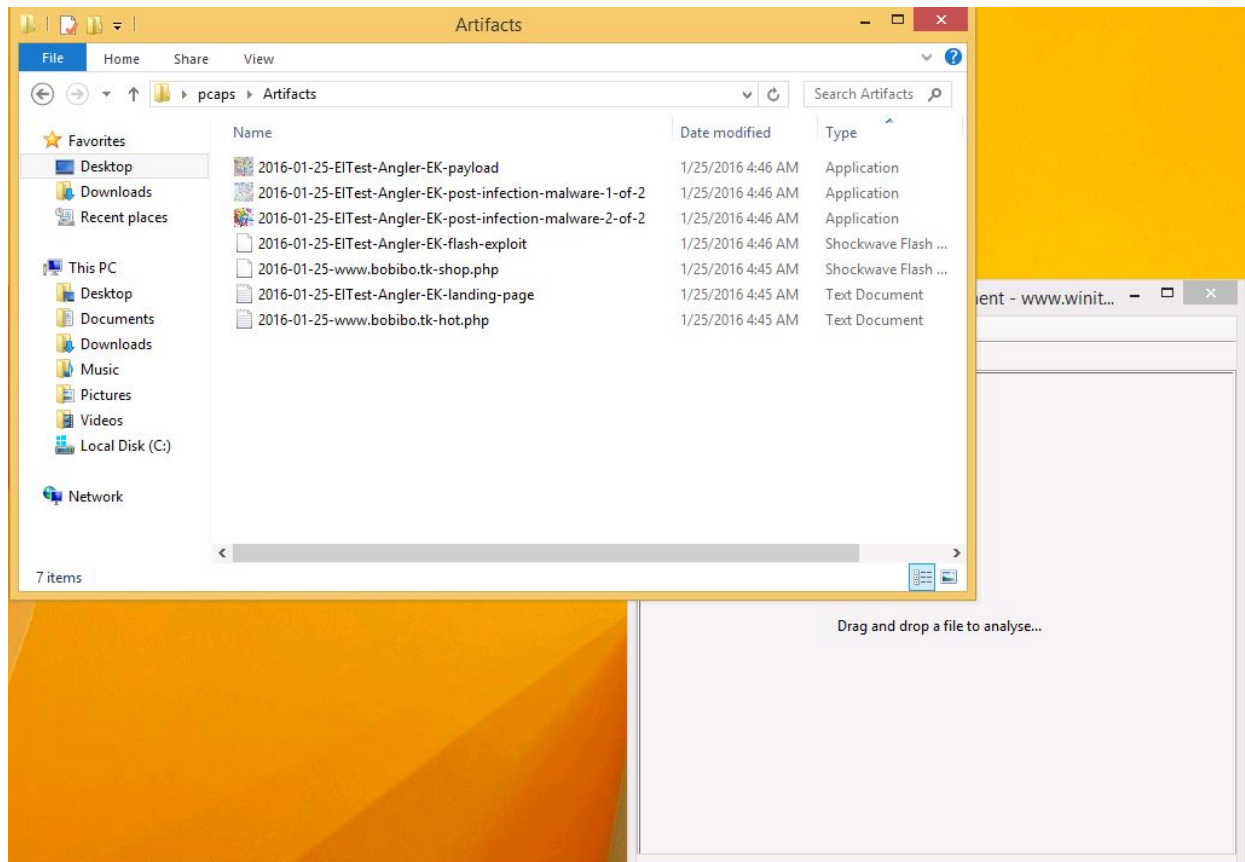 Artifacts
File Home Share View
pcaps Artifacts
Search Artifacts
Favorites
Desktop
Downloads
Recent places
This PC
Desktop
Documents
Downloads
Music
Pictures
Videos
Local Disk (C:)
Network
Name Date modified Type
2016-01-25-EITest-Angler-EK-payload 1/25/2016 4:46 AM Application
2016-01-25-EITest-Angler-EK-post-infection-malware-1-of-2 1/25/2016 4:46 AM Application
2016-01-25-EITest-Angler-EK-post-infection-malware-2-of-2 1/25/2016 4:46 AM Application
2016-01-25-EITest-Angler-EK-flash-exploit 1/25/2016 4:46 AM Shockwave Flash ...
2016-01-25-www.bobibo.tk-shop.php 1/25/2016 4:45 AM Shockwave Flash ...
2016-01-25-EITest-Angler-EK-landing-page 1/25/2016 4:45 AM Text Document
2016-01-25-www.bobibo.tk-hot.php 1/25/2016 4:45 AM Text Document
7 items
- www.winit...
Drag and drop a file to analyse...